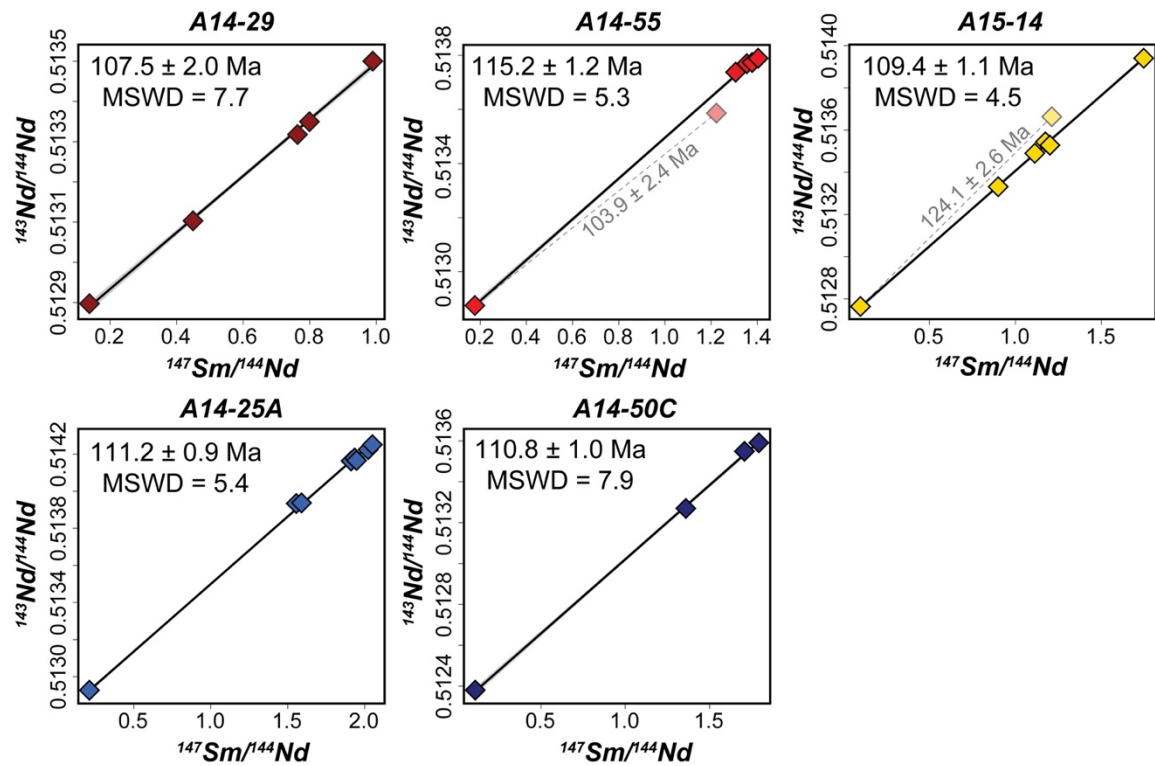 A14-29
107.5 ± 2.0 Ma
MSWD = 7.7
0.5135
0.5133
0.5131
0.5129
¹⁴³Nd/¹⁴⁴Nd
0.2 0.4 0.6 0.8 1.0
¹⁴⁷Sm/¹⁴⁴Nd
A14-55
115.2 ± 1.2 Ma
MSWD = 5.3
103.9 ± 2.4 Ma
0.5138
0.5134
0.5130
¹⁴³Nd/¹⁴⁴Nd
0.2 0.4 0.6 0.8 1.0 1.2 1.4
¹⁴⁷Sm/¹⁴⁴Nd
A15-14
109.4 ± 1.1 Ma
MSWD = 4.5
124.1 ± 2.6 Ma
0.5140
0.5136
0.5132
0.5128
¹⁴³Nd/¹⁴⁴Nd
0.5 1.0 1.5
¹⁴⁷Sm/¹⁴⁴Nd
A14-25A
111.2 ± 0.9 Ma
MSWD = 5.4
0.5142
0.5138
0.5134
0.5130
¹⁴³Nd/¹⁴⁴Nd
0.5 1.0 1.5 2.0
¹⁴⁷Sm/¹⁴⁴Nd
A14-50C
110.8 ± 1.0 Ma
MSWD = 7.9
0.5136
0.5132
0.5128
0.5124
¹⁴³Nd/¹⁴⁴Nd
0.5 1.0 1.5
¹⁴⁷Sm/¹⁴⁴Nd